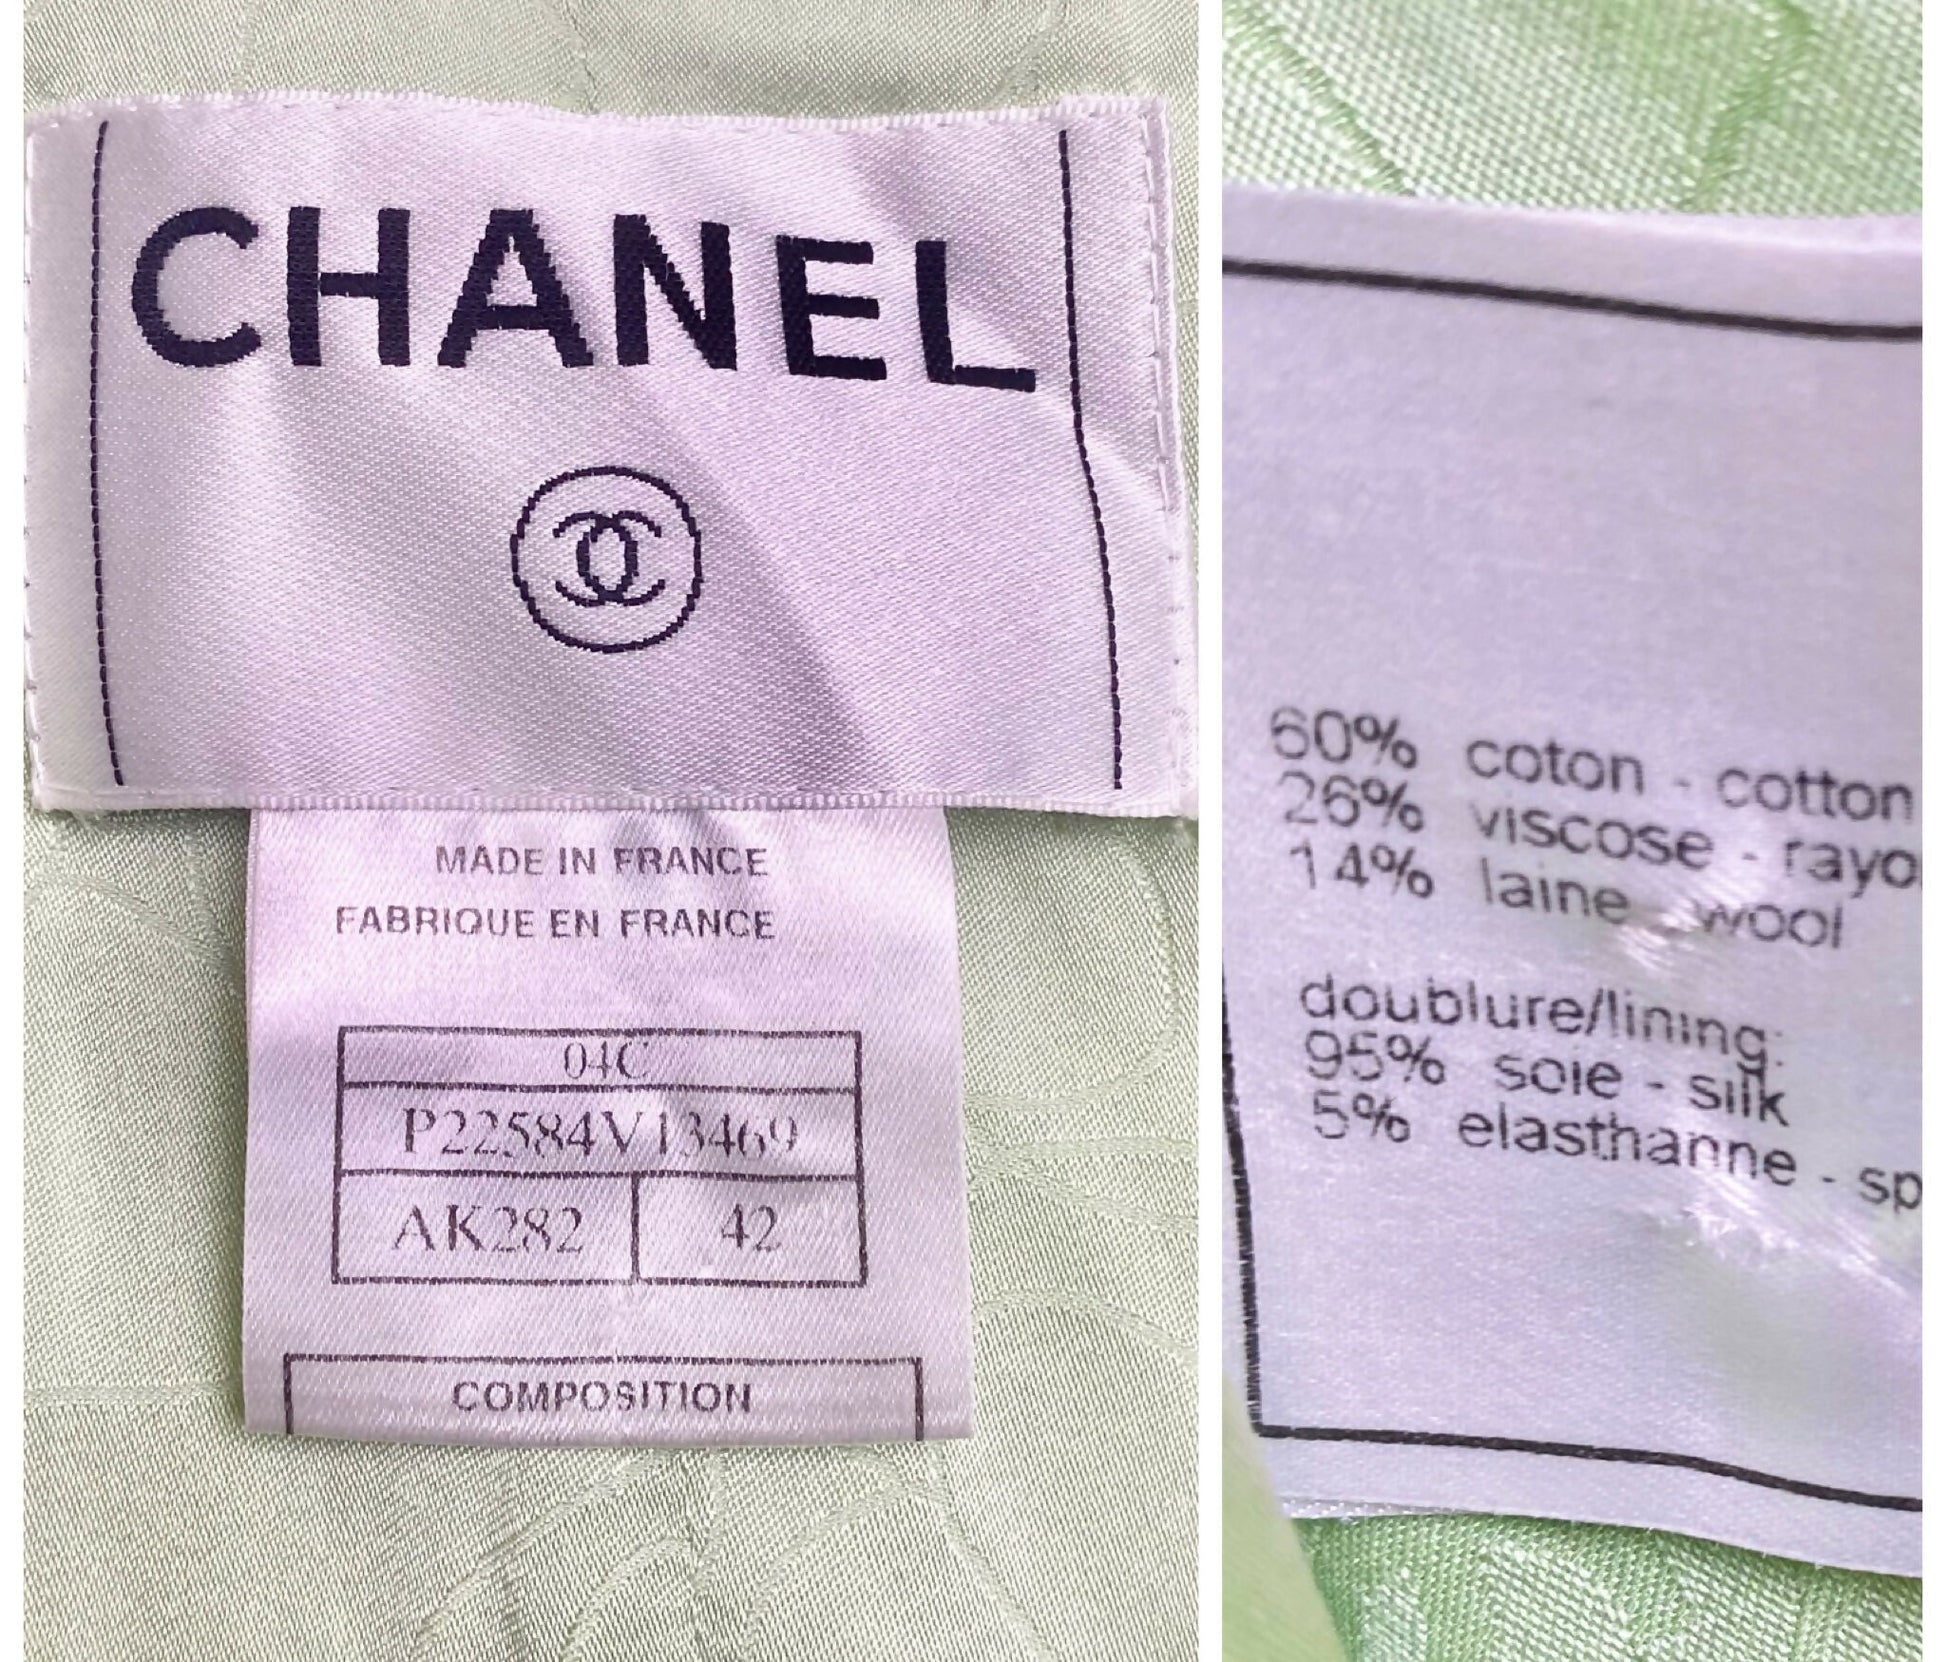 CHANEL
MADE IN FRANCE
FABRIQUE EN FRANCE
04C
P22584V13469
AK282 42
COMPOSITION
60% coton - cotton
26% viscose - rayo
14% laine - wool
doublure/lining:
95% soie - silk
5% elasthanne - sp